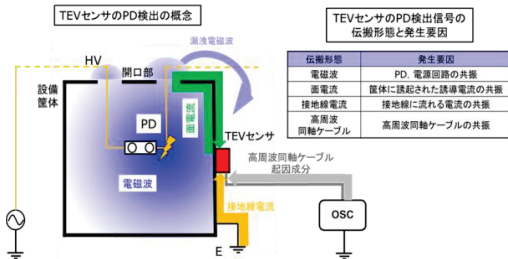 TEVセンサのPD検出の概念
HV
開口部
漏洩電磁波
設備
筐体
PD
面電流
TEVセンサ
電磁波
高周波同軸ケーブル
起因成分
接地線電流
E
OSC
TEVセンサのPD検出信号の
伝搬形態と発生要因
伝搬形態 発生要因
電磁波 PD, 電源回路の共振
面電流 筐体に誘起された誘導電流の共振
接地線電流 接地線に流れる電流の共振
高周波
同軸ケーブル 高周波同軸ケーブルの共振